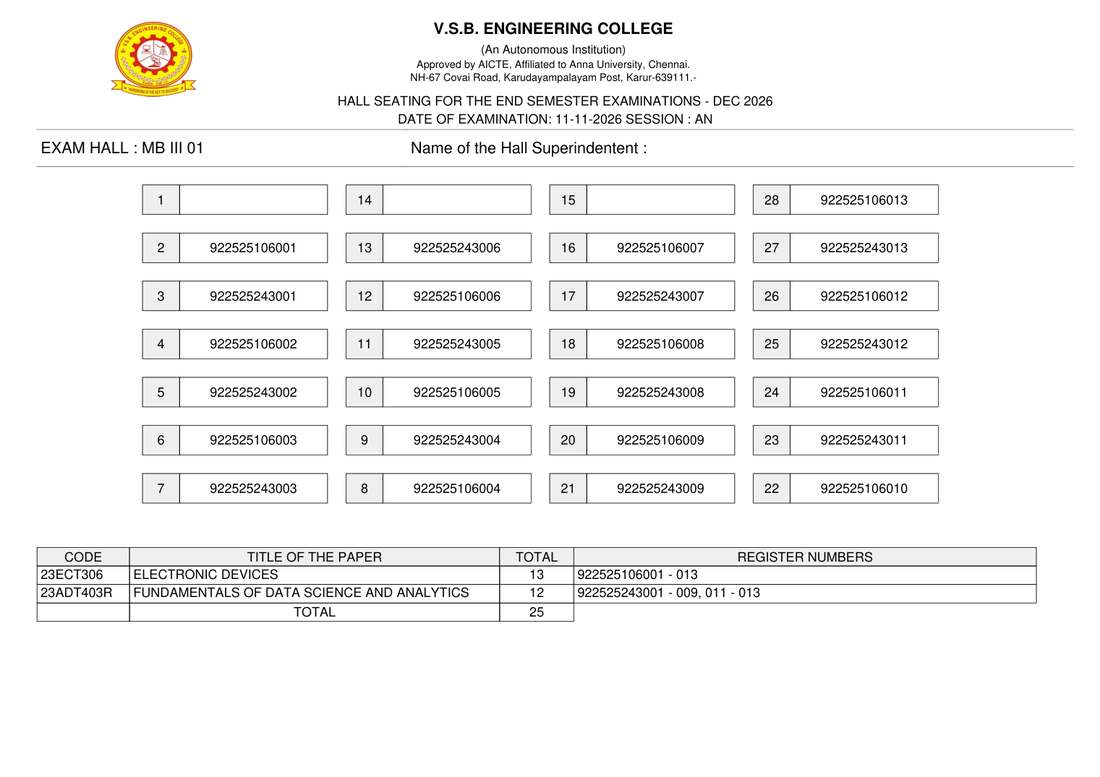 V.S.B. ENGINEERING COLLEGE
(An Autonomous Institution)
Approved by AICTE, Affiliated to Anna University, Chennai.
NH-67 Covai Road, Karudayampalayam Post, Karur-639111.-
HALL SEATING FOR THE END SEMESTER EXAMINATIONS - DEC 2026
DATE OF EXAMINATION: 11-11-2026 SESSION : AN
EXAM HALL : MB III 01 Name of the Hall Superindentent :
1 14 15 28 922525106013
2 922525106001 13 922525243006 16 922525106007 27 922525243013
3 922525243001 12 922525106006 17 922525243007 26 922525106012
4 922525106002 11 922525243005 18 922525106008 25 922525243012
5 922525243002 10 922525106005 19 922525243008 24 922525106011
6 922525106003 9 922525243004 20 922525106009 23 922525243011
7 922525243003 8 922525106004 21 922525243009 22 922525106010
CODE TITLE OF THE PAPER TOTAL REGISTER NUMBERS
23ECT306 ELECTRONIC DEVICES 13 922525106001 - 013
23ADT403R FUNDAMENTALS OF DATA SCIENCE AND ANALYTICS 12 922525243001 - 009, 011 - 013
TOTAL 25